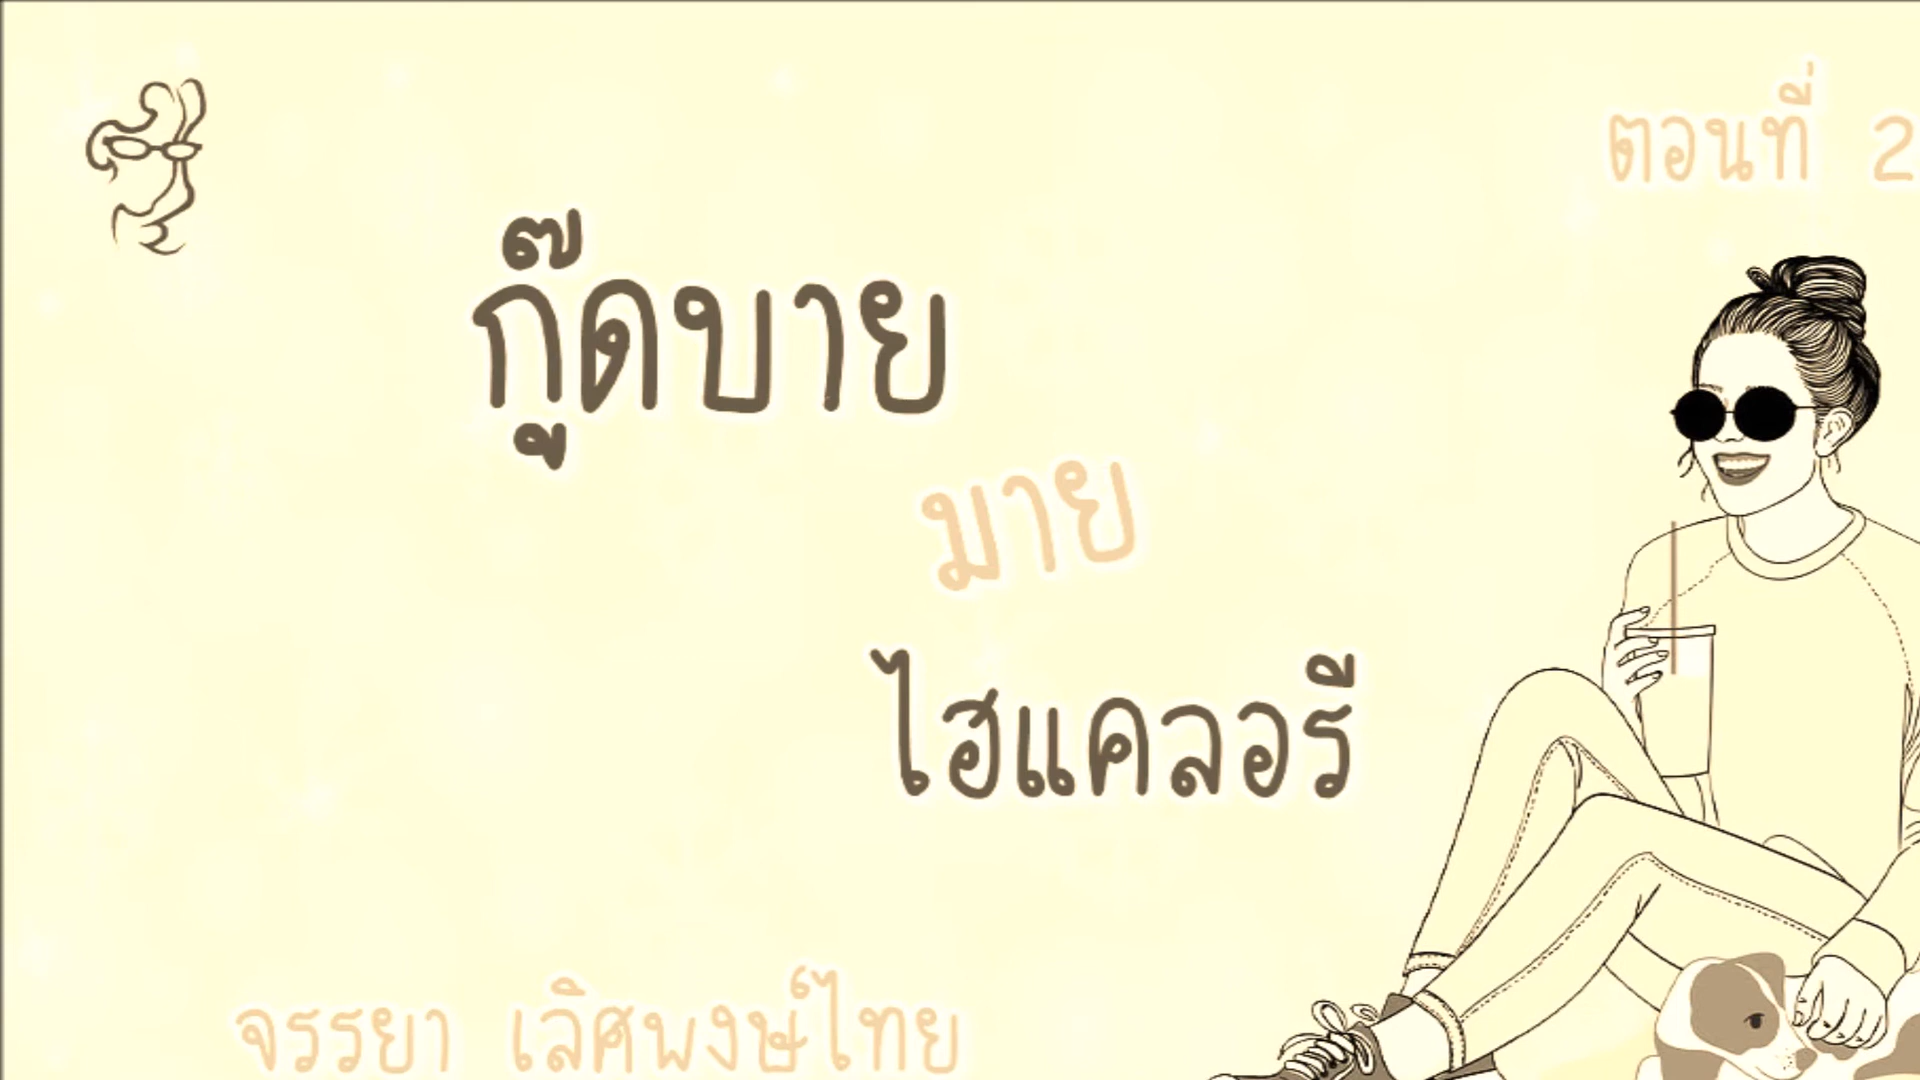 ตอนที่ 2
กู๊ดบาย
มาย
ไฮแคลอรี
จรรยา เลิศพงษ์ไทย